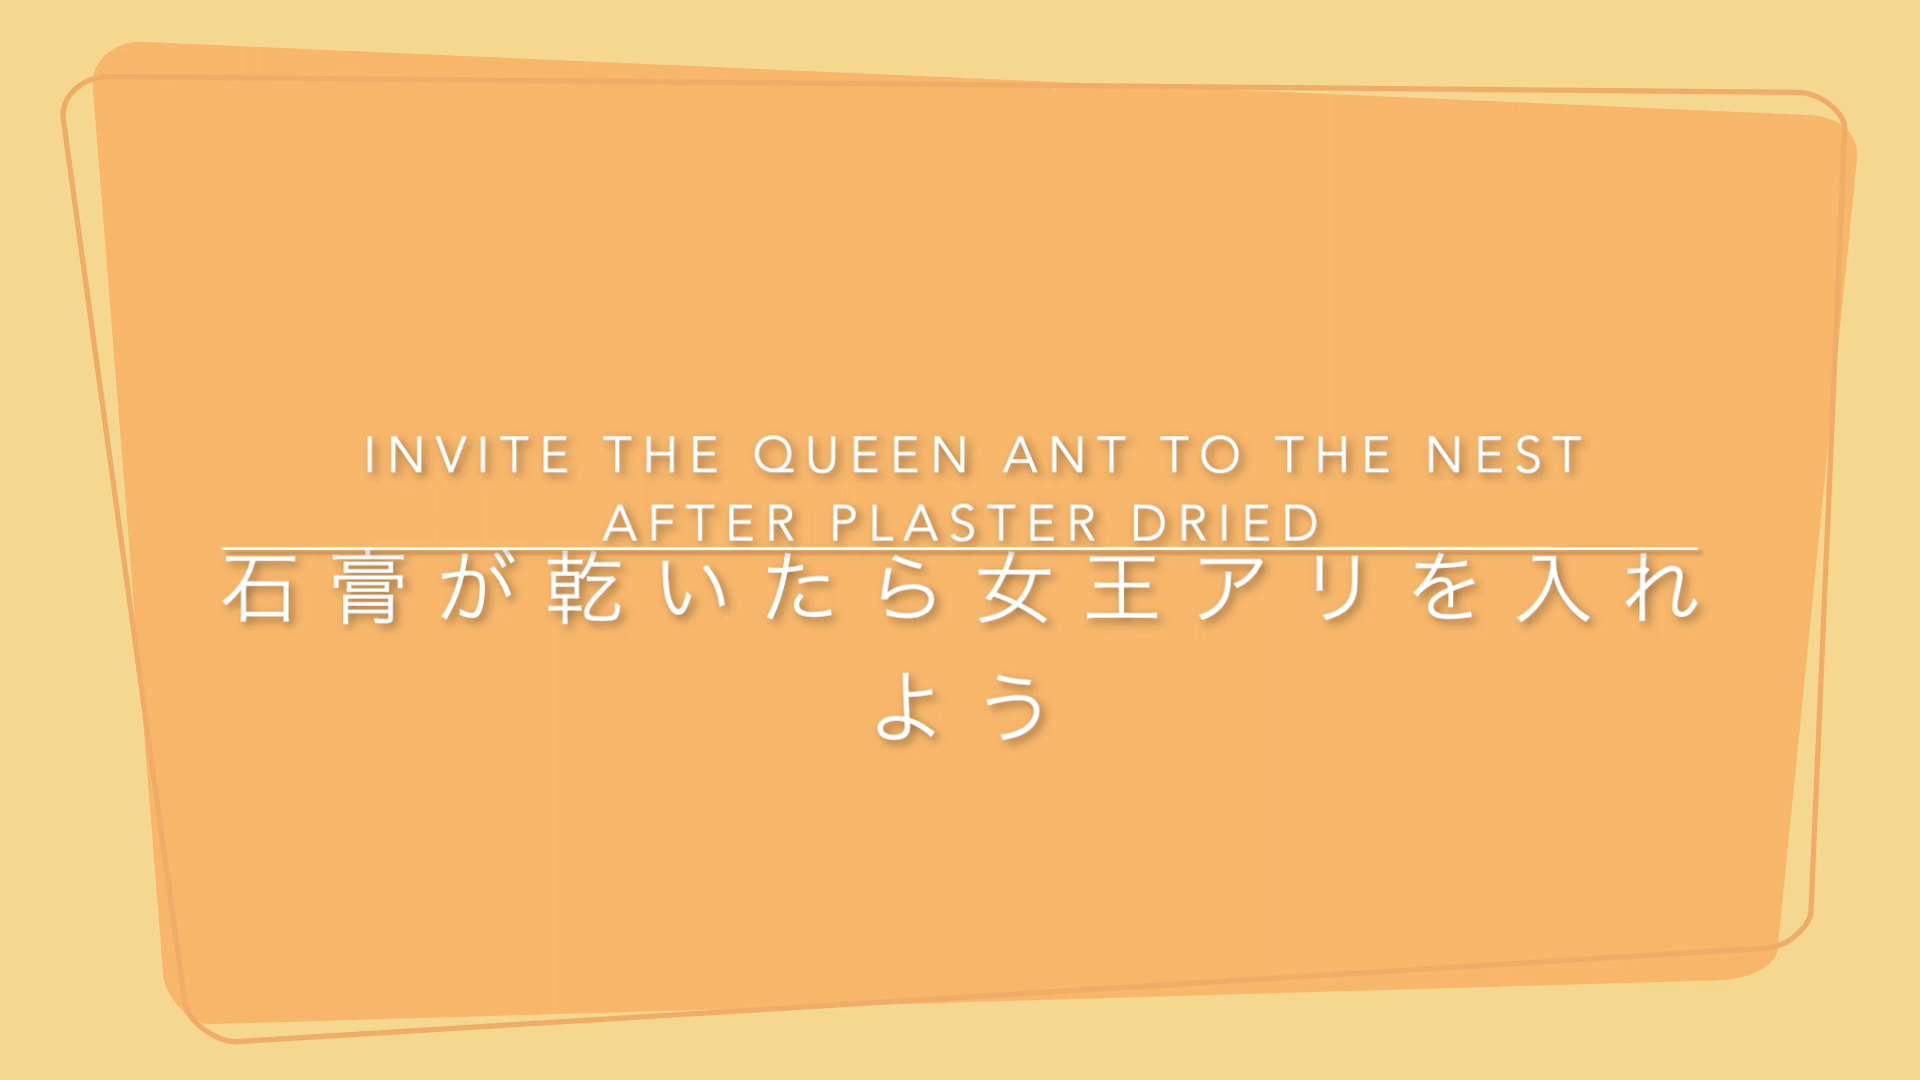 INVITE THE QUEEN ANT TO THE NEST
AFTER PLASTER DRIED
石膏が乾いたら女王アリを入れ
よう